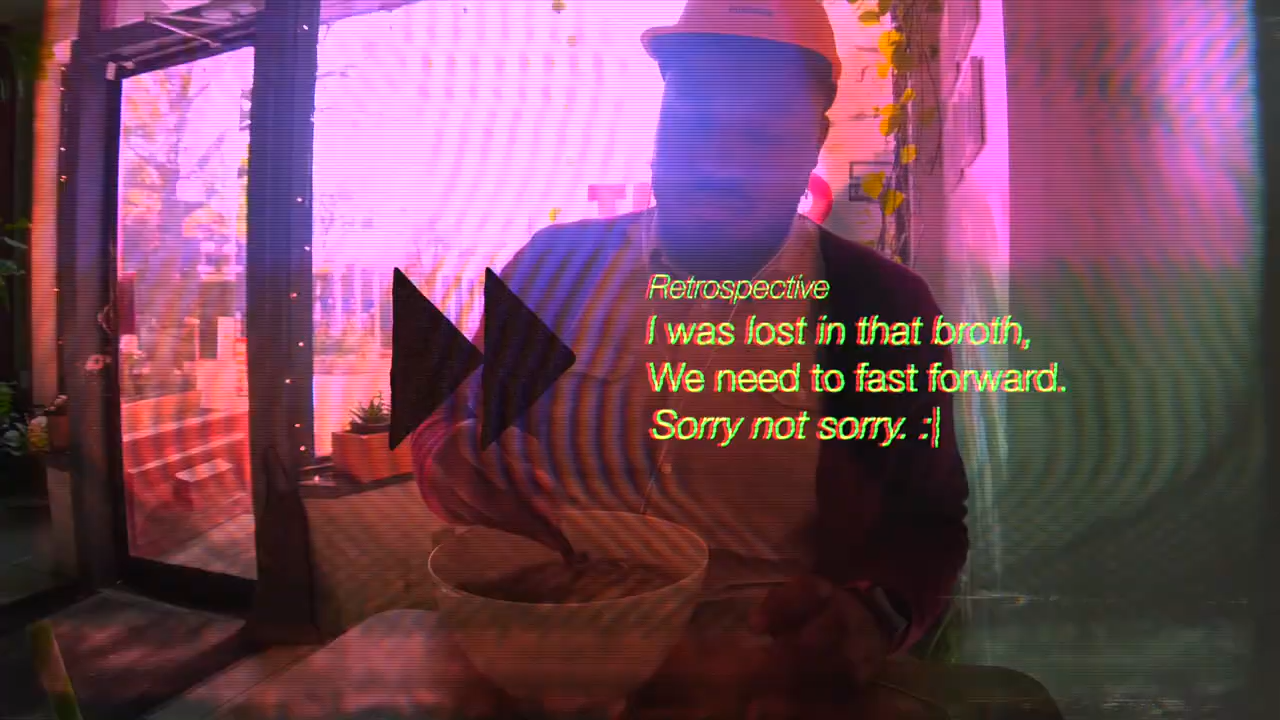 Retrospective
I was lost in that broth,
We need to fast forward.
Sorry not sorry. :|